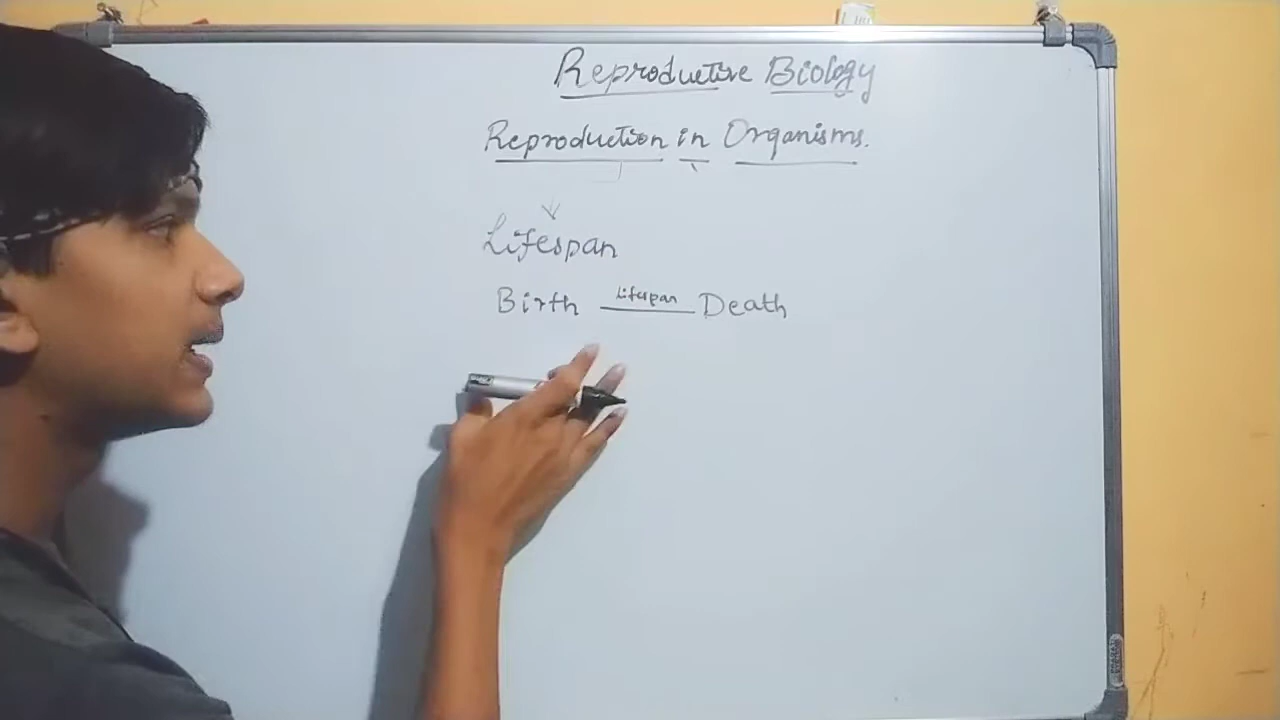 Reproductive Biology
Reproduction in Organisms.
Lifespan
Birth Lifespan Death